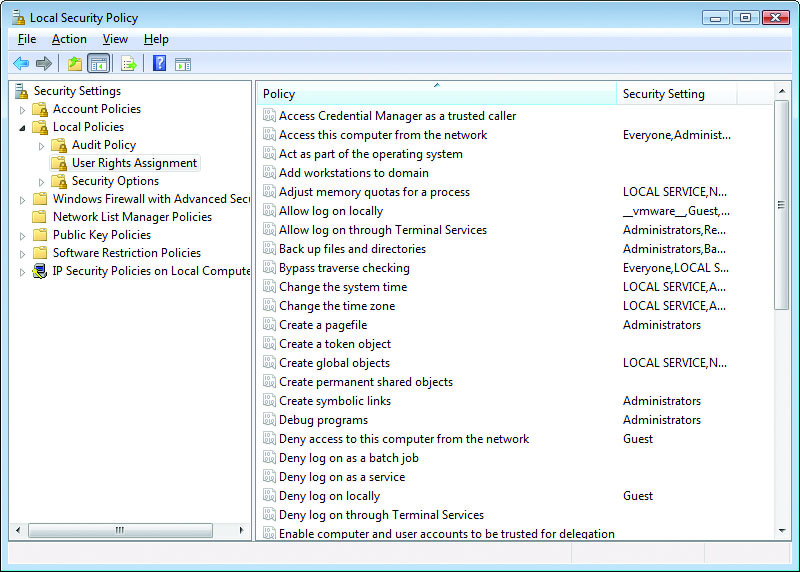 Local Security Policy
File Action View Help
Security Settings
Account Policies
Local Policies
Audit Policy
User Rights Assignment
Security Options
Windows Firewall with Advanced Secu
Network List Manager Policies
Public Key Policies
Software Restriction Policies
IP Security Policies on Local Compute
Policy Security Setting
Access Credential Manager as a trusted caller
Access this computer from the network Everyone,Administ...
Act as part of the operating system
Add workstations to domain
Adjust memory quotas for a process LOCAL SERVICE,N...
Allow log on locally __vmware__,Guest,...
Allow log on through Terminal Services Administrators,Re...
Back up files and directories Administrators,Ba...
Bypass traverse checking Everyone,LOCAL S...
Change the system time LOCAL SERVICE,A...
Change the time zone LOCAL SERVICE,A...
Create a pagefile Administrators
Create a token object
Create global objects LOCAL SERVICE,N...
Create permanent shared objects
Create symbolic links Administrators
Debug programs Administrators
Deny access to this computer from the network Guest
Deny log on as a batch job
Deny log on as a service
Deny log on locally Guest
Deny log on through Terminal Services
Enable computer and user accounts to be trusted for delegation